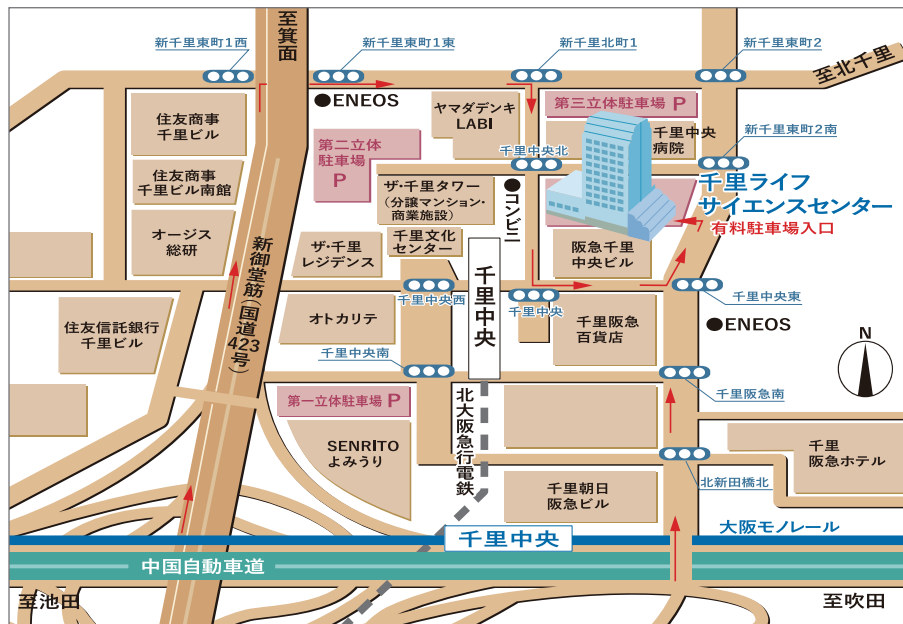 至箕面
新千里東町1西
新千里東町1東
新千里北町1
新千里東町2
至北千里
●ENEOS
住友商事
千里ビル
ヤマダデンキ
LABI
第三立体駐車場 P
千里中央
病院
新千里東町2南
第二立体
駐車場
P
千里中央北
住友商事
千里ビル南館
ザ・千里タワー
(分譲マンション・
商業施設)
●コンビニ
千里ライフ
サイエンスセンター
有料駐車場入口
オージス
総研
新御堂筋(国道423号)
ザ・千里
レジデンス
千里文化
センター
千里中央
阪急千里
中央ビル
千里中央西
千里中央
千里中央東
住友信託銀行
千里ビル
オトカリテ
千里阪急
百貨店
●ENEOS
N
千里中央南
千里阪急南
第一立体駐車場 P
北大阪急行電鉄
SENRITO
よみうり
千里
阪急ホテル
北新田橋北
千里朝日
阪急ビル
千里中央
大阪モノレール
中国自動車道
至池田
至吹田